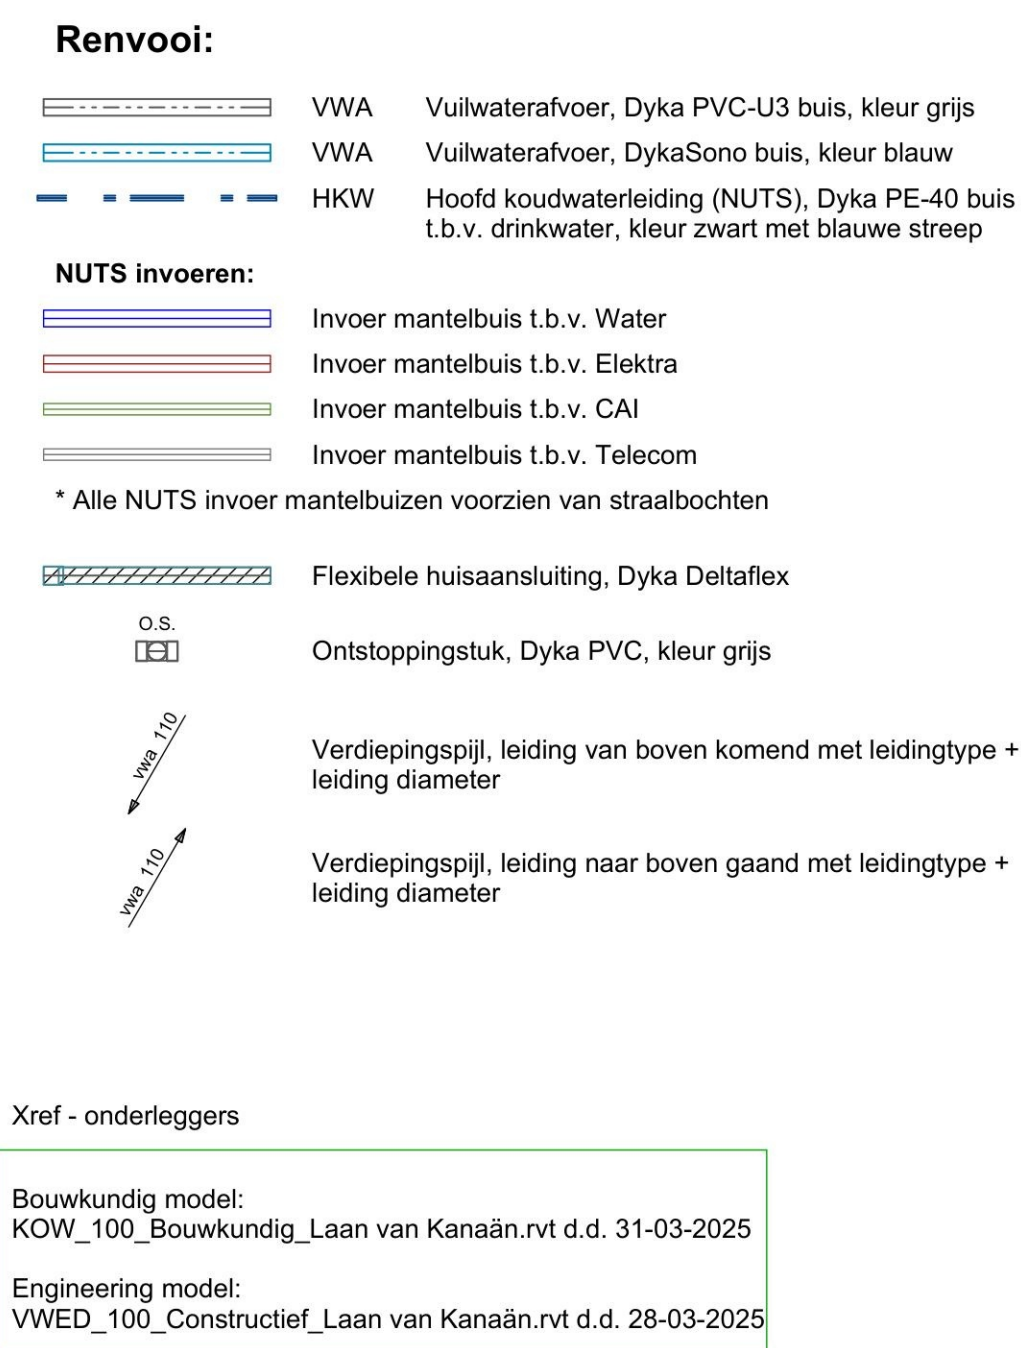 Renvooi:
VWA Vuilwaterafvoer, Dyka PVC-U3 buis, kleur grijs
VWA Vuilwaterafvoer, DykaSono buis, kleur blauw
HKW Hoofd koudwaterleiding (NUTS), Dyka PE-40 buis
t.b.v. drinkwater, kleur zwart met blauwe streep
NUTS invoeren:
Invoer mantelbuis t.b.v. Water
Invoer mantelbuis t.b.v. Elektra
Invoer mantelbuis t.b.v. CAI
Invoer mantelbuis t.b.v. Telecom
* Alle NUTS invoer mantelbuizen voorzien van straalbochten
Flexibele huisaansluiting, Dyka Deltaflex
O.S.
Ontstoppingstuk, Dyka PVC, kleur grijs
vwa 110
Verdiepingspijl, leiding van boven komend met leidingtype +
leiding diameter
vwa 110
Verdiepingspijl, leiding naar boven gaand met leidingtype +
leiding diameter
Xref - onderleggers
Bouwkundig model:
KOW_100_Bouwkundig_Laan van Kanaän.rvt d.d. 31-03-2025
Engineering model:
VWED_100_Constructief_Laan van Kanaän.rvt d.d. 28-03-2025